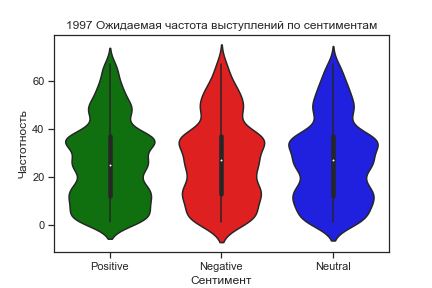 1997 Ожидаемая частота выступлений по сентиментам
Частотность
60
40
20
0
Positive
Negative
Neutral
Сентимент